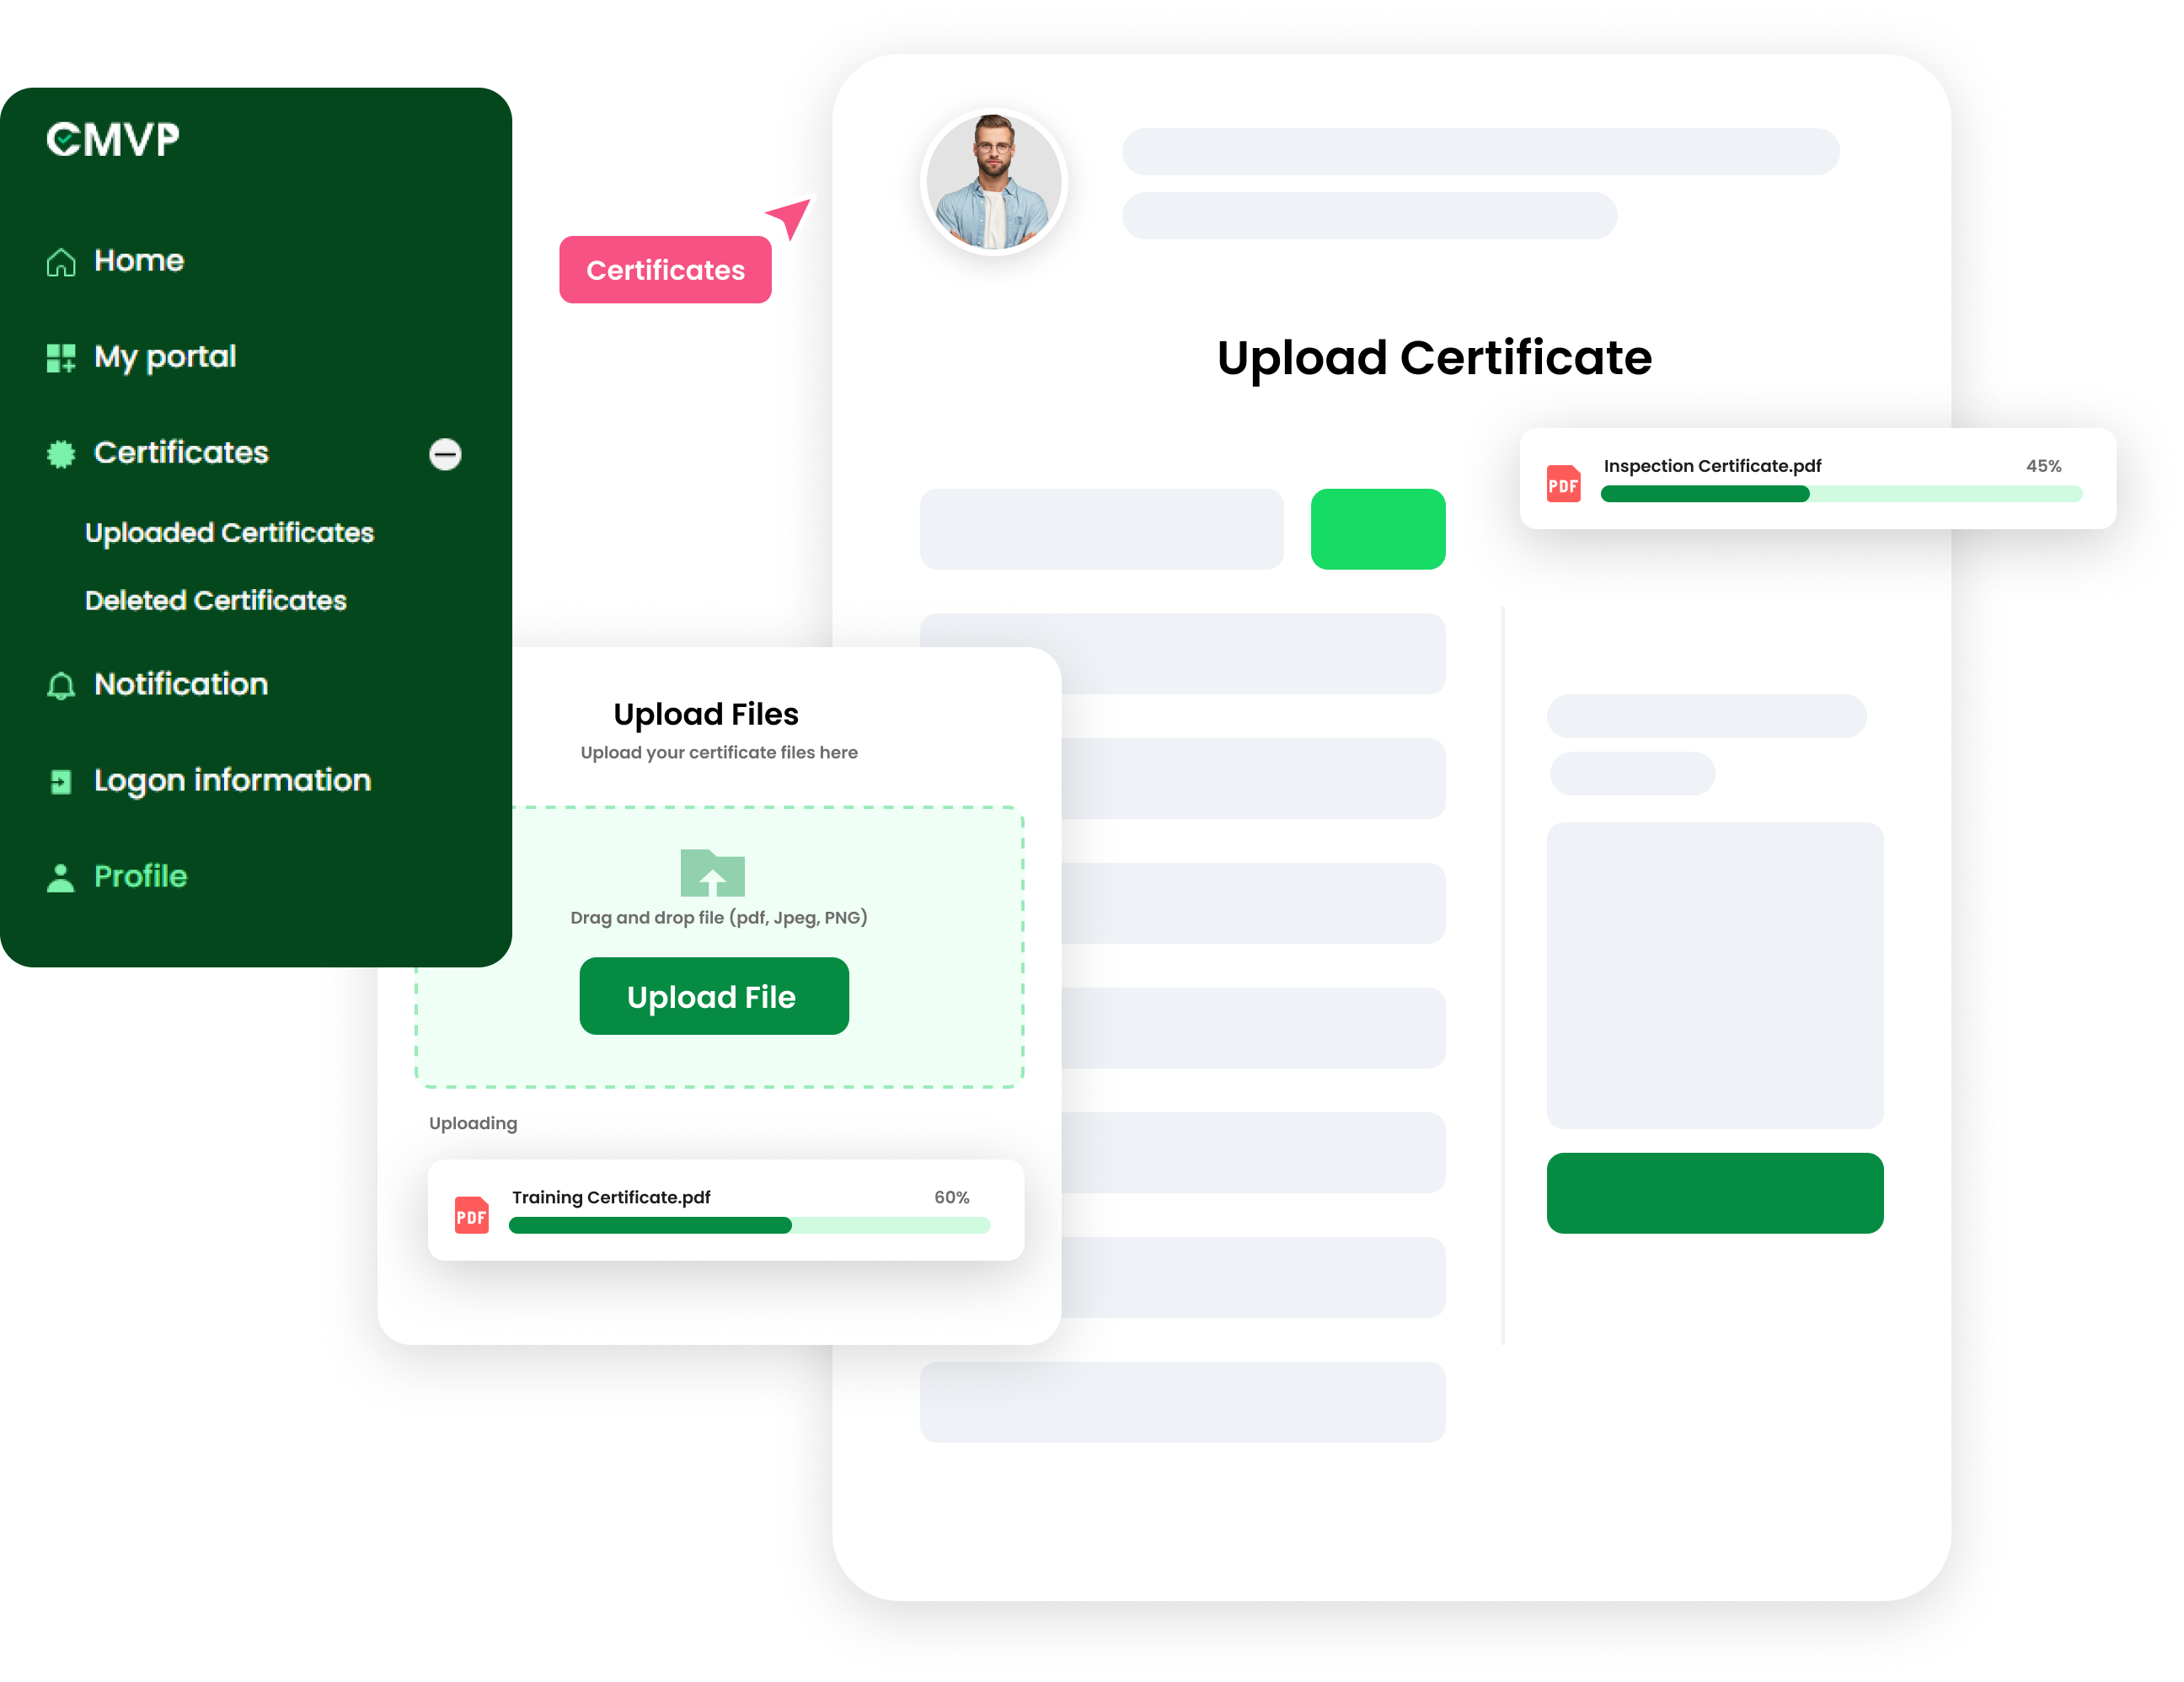 CMVP
Home
My portal
Certificates
Uploaded Certificates
Deleted Certificates
Notification
Logon information
Profile
Certificates
Upload Certificate
PDF
Inspection Certificate.pdf 45%
Upload Files
Upload your certificate files here
Drag and drop file (pdf, Jpeg, PNG)
Upload File
Uploading
PDF
Training Certificate.pdf 60%